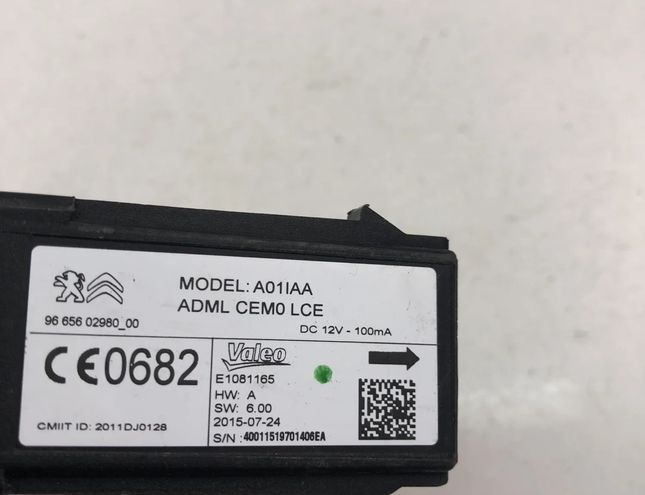 MODEL: A01IAA
ADML CEM0 LCE
96 656 02980_00
DC 12V - 100mA
CE0682
CMIIT ID: 2011DJ0128
Valeo
E1081165
HW: A
SW: 6.00
2015-07-24
S/N: 40011519701406EA